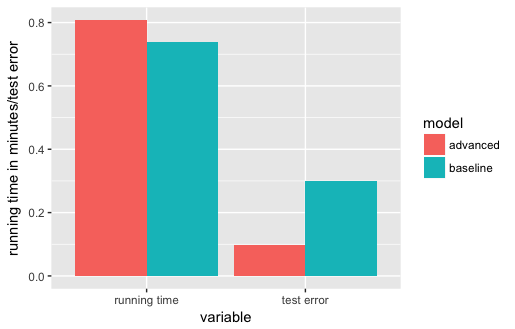 running time in minutes/test error
0.8
0.6
0.4
0.2
0.0
running time
test error
variable
model
advanced
baseline